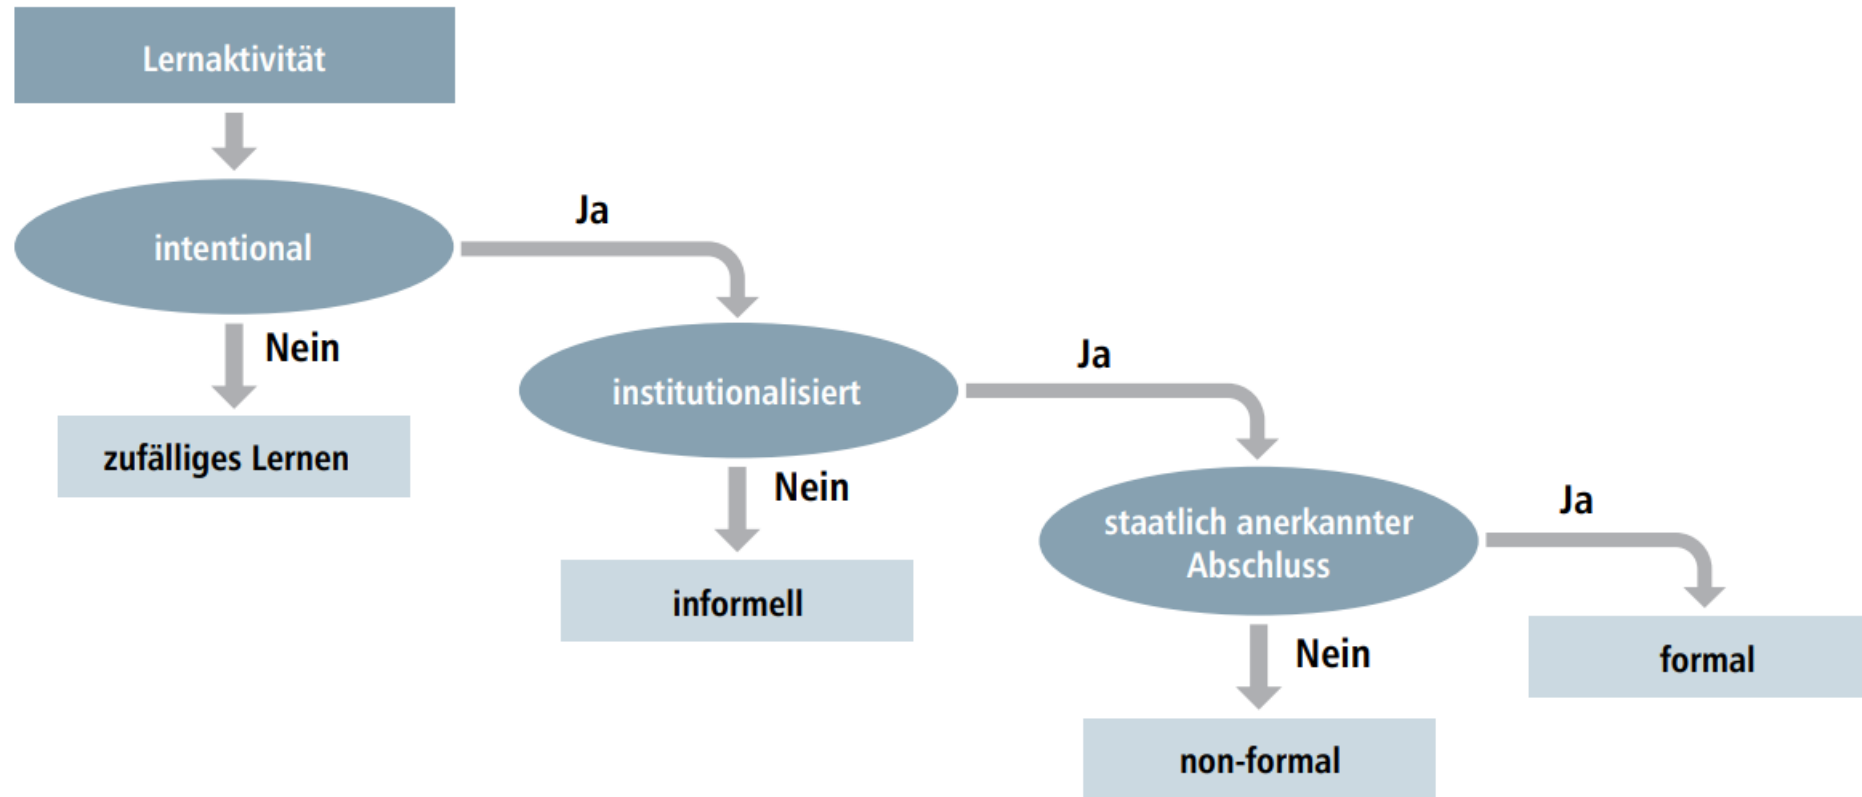 Lernaktivität
intentional
Ja
Nein
zufälliges Lernen
institutionalisiert
Ja
Nein
informell
staatlich anerkannter
Abschluss
Ja
Nein
formal
non-formal